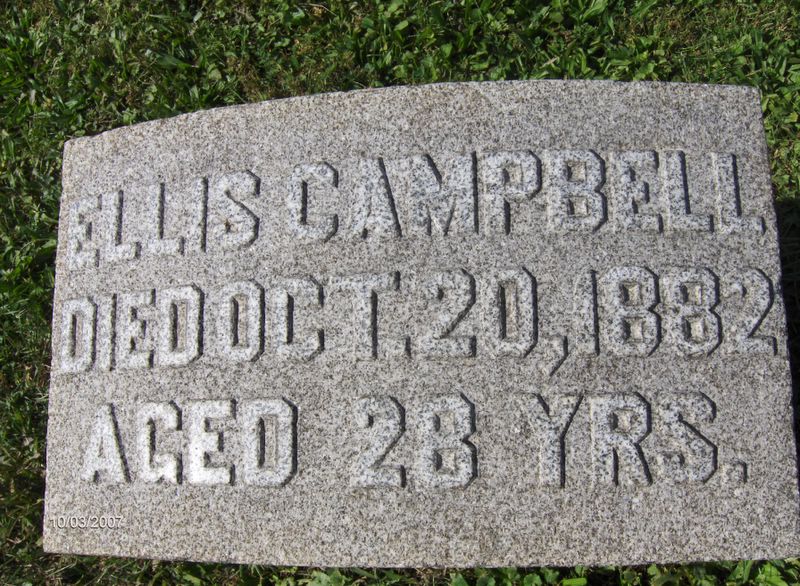 ELLIS CAMPBELL
DIED OCT. 20, 1882
AGED 28 YRS.
10/03/2007